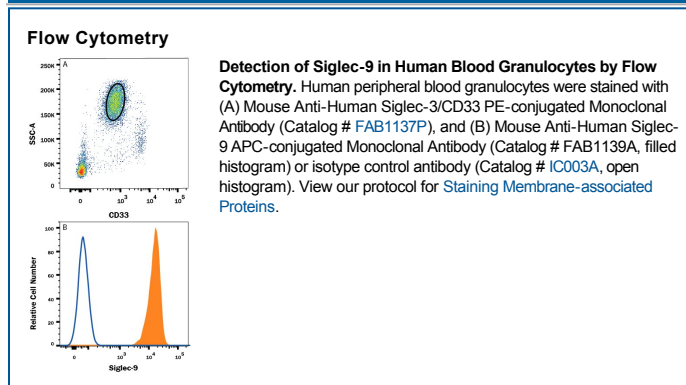 Flow Cytometry
A
250K
200K
150K
100K
50K
0
SSC-A
0 10³ 10⁴ 10⁵
CD33
B
100
80
60
40
20
0
Relative Cell Number
0 10³ 10⁴ 10⁵
Siglec-9
Detection of Siglec-9 in Human Blood Granulocytes by Flow
Cytometry. Human peripheral blood granulocytes were stained with
(A) Mouse Anti-Human Siglec-3/CD33 PE-conjugated Monoclonal
Antibody (Catalog # FAB1137P), and (B) Mouse Anti-Human Siglec-
9 APC-conjugated Monoclonal Antibody (Catalog # FAB1139A, filled
histogram) or isotype control antibody (Catalog # IC003A, open
histogram). View our protocol for Staining Membrane-associated
Proteins.